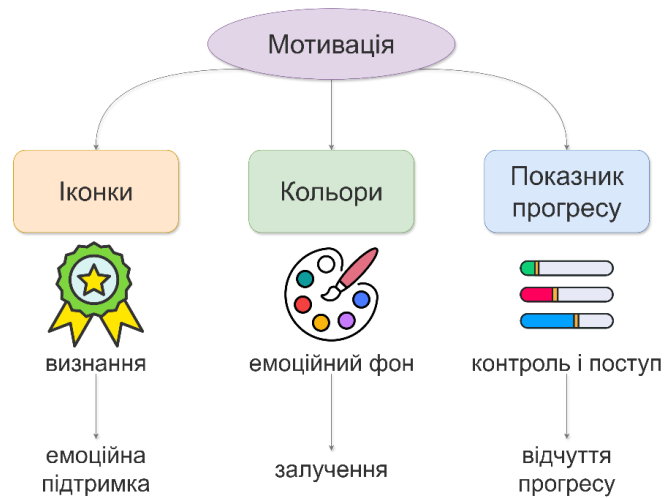 Мотивація
Іконки
Кольори
Показник
прогресу
визнання
емоційний фон
контроль і поступ
емоційна
підтримка
залучення
відчуття
прогресу